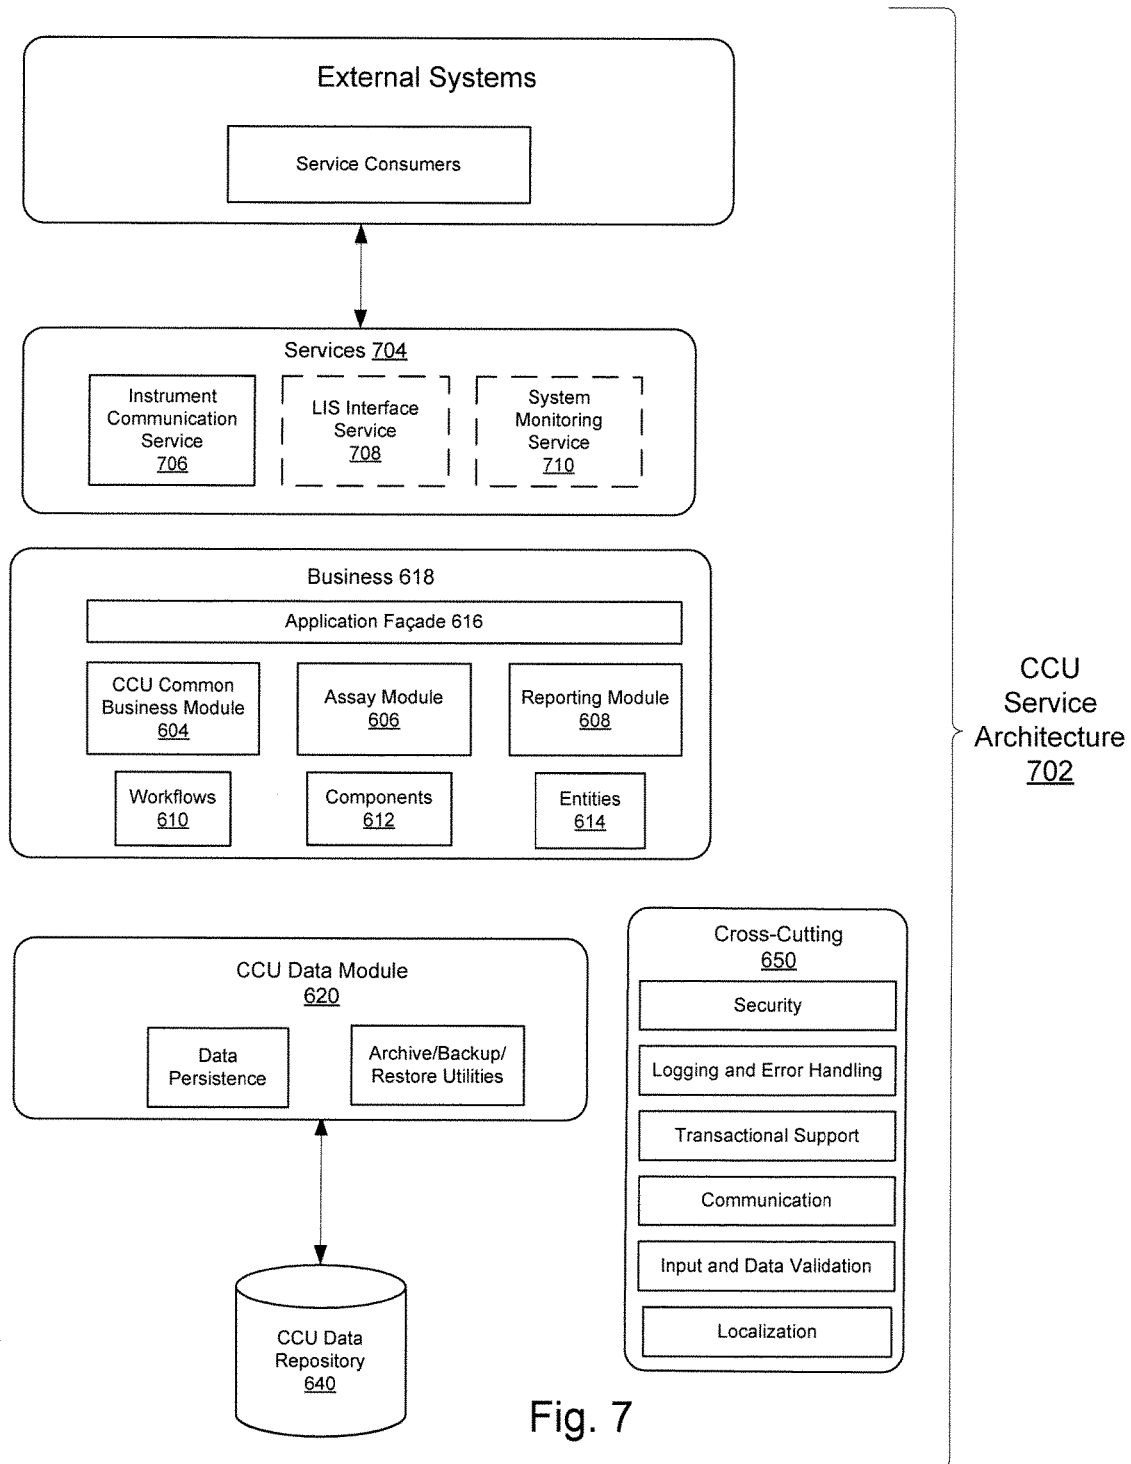 External Systems
Service Consumers
Services 704
Instrument
Communication
Service
706
LIS Interface
Service
708
System
Monitoring
Service
710
Business 618
Application Façade 616
CCU Common
Business Module
604
Assay Module
606
Reporting Module
608
Workflows
610
Components
612
Entities
614
CCU
Service
Architecture
702
CCU Data Module
620
Data
Persistence
Archive/Backup/
Restore Utilities
Cross-Cutting
650
Security
Logging and Error Handling
Transactional Support
Communication
Input and Data Validation
Localization
CCU Data
Repository
640
Fig. 7